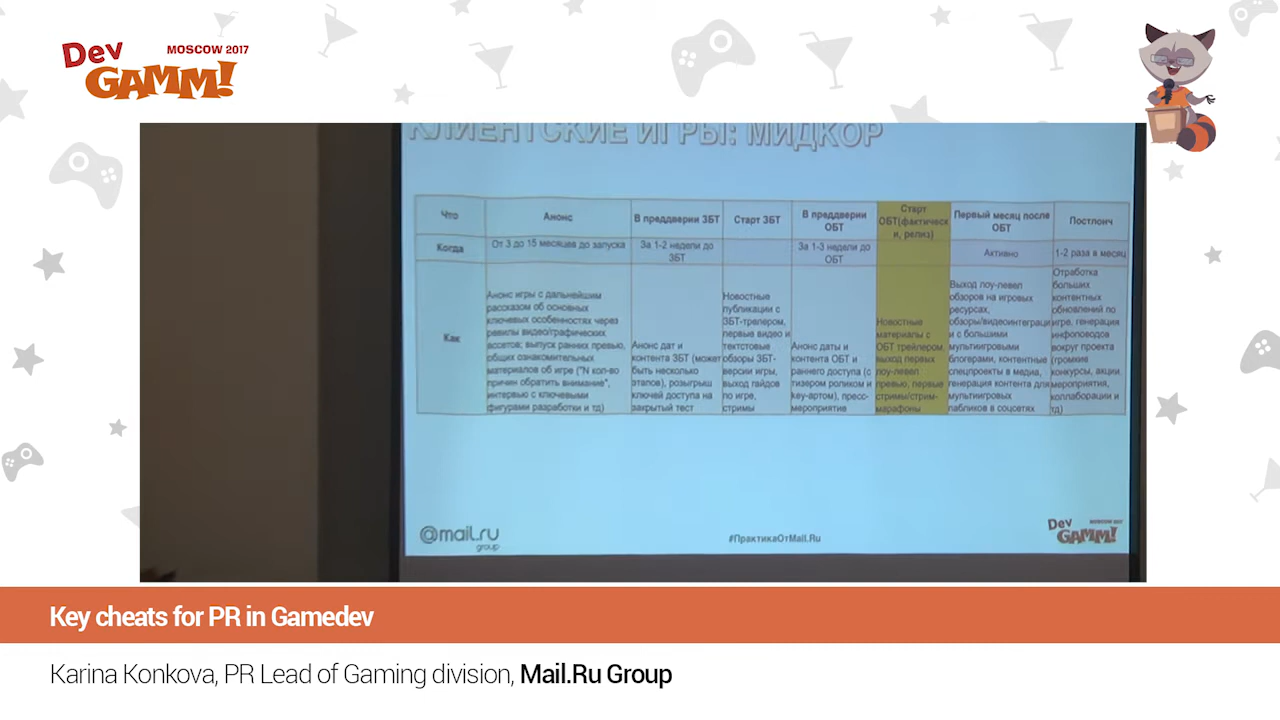 Dev
GAMM!
MOSCOW 2017
КЛИЕНТСКИЕ ИГРЫ: МИДКОР
Что
Анонс
В преддверии ЗБТ
Старт ЗБТ
В преддверии
ОБТ
Старт
ОБТ(фактическ
и, релиз)
Первый месяц после
ОБТ
Постлонч
Когда
От 3 до 15 месяцев до запуска
За 1-2 недели до
ЗБТ
За 1-3 недели до
ОБТ
Активно
1-2 раза в месяц
Как
Анонс игры с дальнейшим
рассказом об основных
ключевых особенностях через
ревилы видео/графических
ассетов; выпуск ранних превью,
общих ознакомительных
материалов об игре ("N кол-во
причин обратить внимание",
интервью с ключевыми
фигурами разработки и тд)
Анонс дат и
контента ЗБТ (может
быть несколько
этапов), розыгрыш
ключей доступа на
закрытый тест
Новостные
публикации с
ЗБТ-трелером,
первые видео и
тектстовые
обзоры ЗБТ-
версии игры,
выход гайдов
по игре,
стримы
Анонс даты и
контента ОБТ и
раннего доступа (с
тизером роликом и
key-артом), пресс-
мероприятие
Новостные
материалы с
ОБТ трейлером,
выход первых
лоу-левел
превью, первые
стримы/стрим-
марафоны
Выход лоу-левел
обзоров на игровых
ресурсах,
обзоры/видеоинтеграци
и с большими
мультиигровыми
блогерами, контентные
спецпроекты в медиа,
генерация контента для
мультиигровых
пабликов в соцсетях
Отработка
больших
контентных
обновлений по
игре, генерация
инфоповодов
вокруг проекта
(громкие
конкурсы, акции,
мероприятия,
коллаборации и
тд)
@mail.ru
group
#ПрактикаОтMail.Ru
Dev
MOSCOW 2017
GAMM!
Key cheats for PR in Gamedev
Karina Konkova, PR Lead of Gaming division, Mail.Ru Group